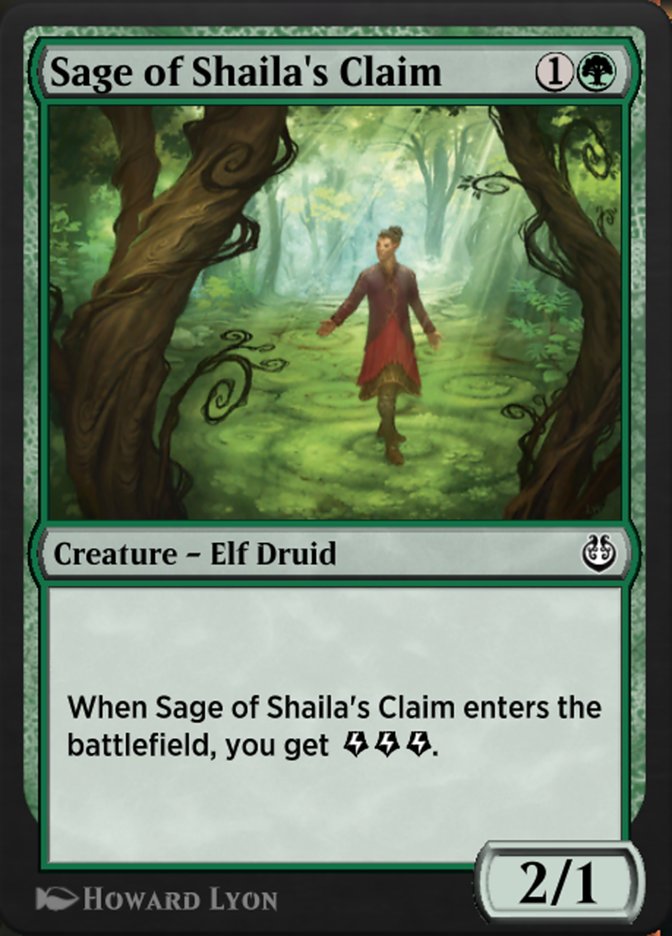 Sage of Shaila's Claim 1
Creature – Elf Druid
When Sage of Shaila's Claim enters the
battlefield, you get .
2/1
Howard Lyon